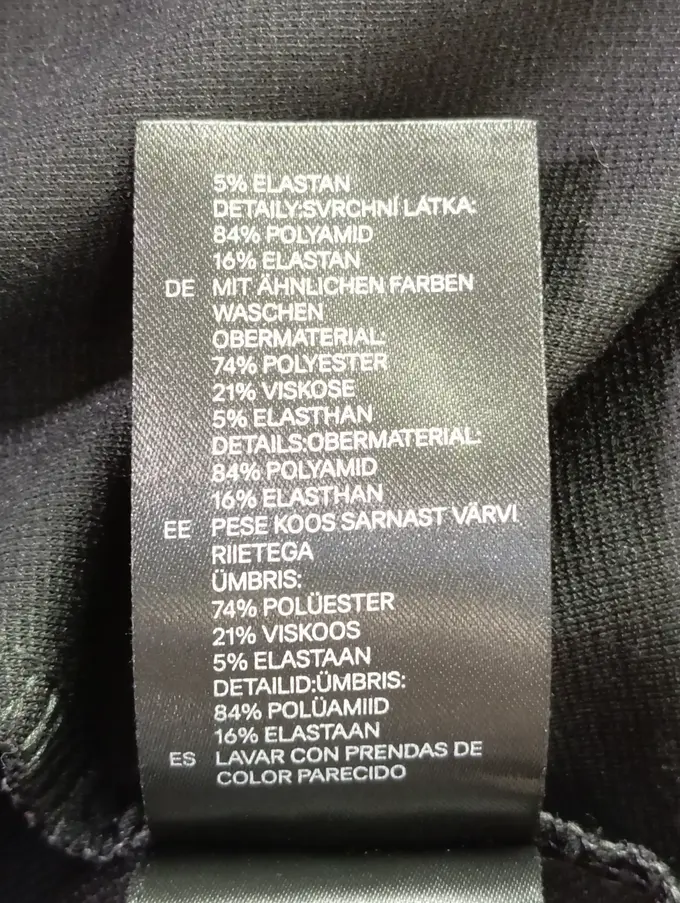 5% ELASTAN
DETAILY:SVRCHNÍ LÁTKA:
84% POLYAMID
16% ELASTAN
DE MIT ÄHNLICHEN FARBEN
WASCHEN
OBERMATERIAL:
74% POLYESTER
21% VISKOSE
5% ELASTHAN
DETAILS:OBERMATERIAL:
84% POLYAMID
16% ELASTHAN
EE PESE KOOS SARNAST VÄRVI
RIIETEGA
ÜMBRIS:
74% POLÜESTER
21% VISKOOS
5% ELASTAAN
DETAILID:ÜMBRIS:
84% POLÜAMIID
16% ELASTAAN
ES LAVAR CON PRENDAS DE
COLOR PARECIDO